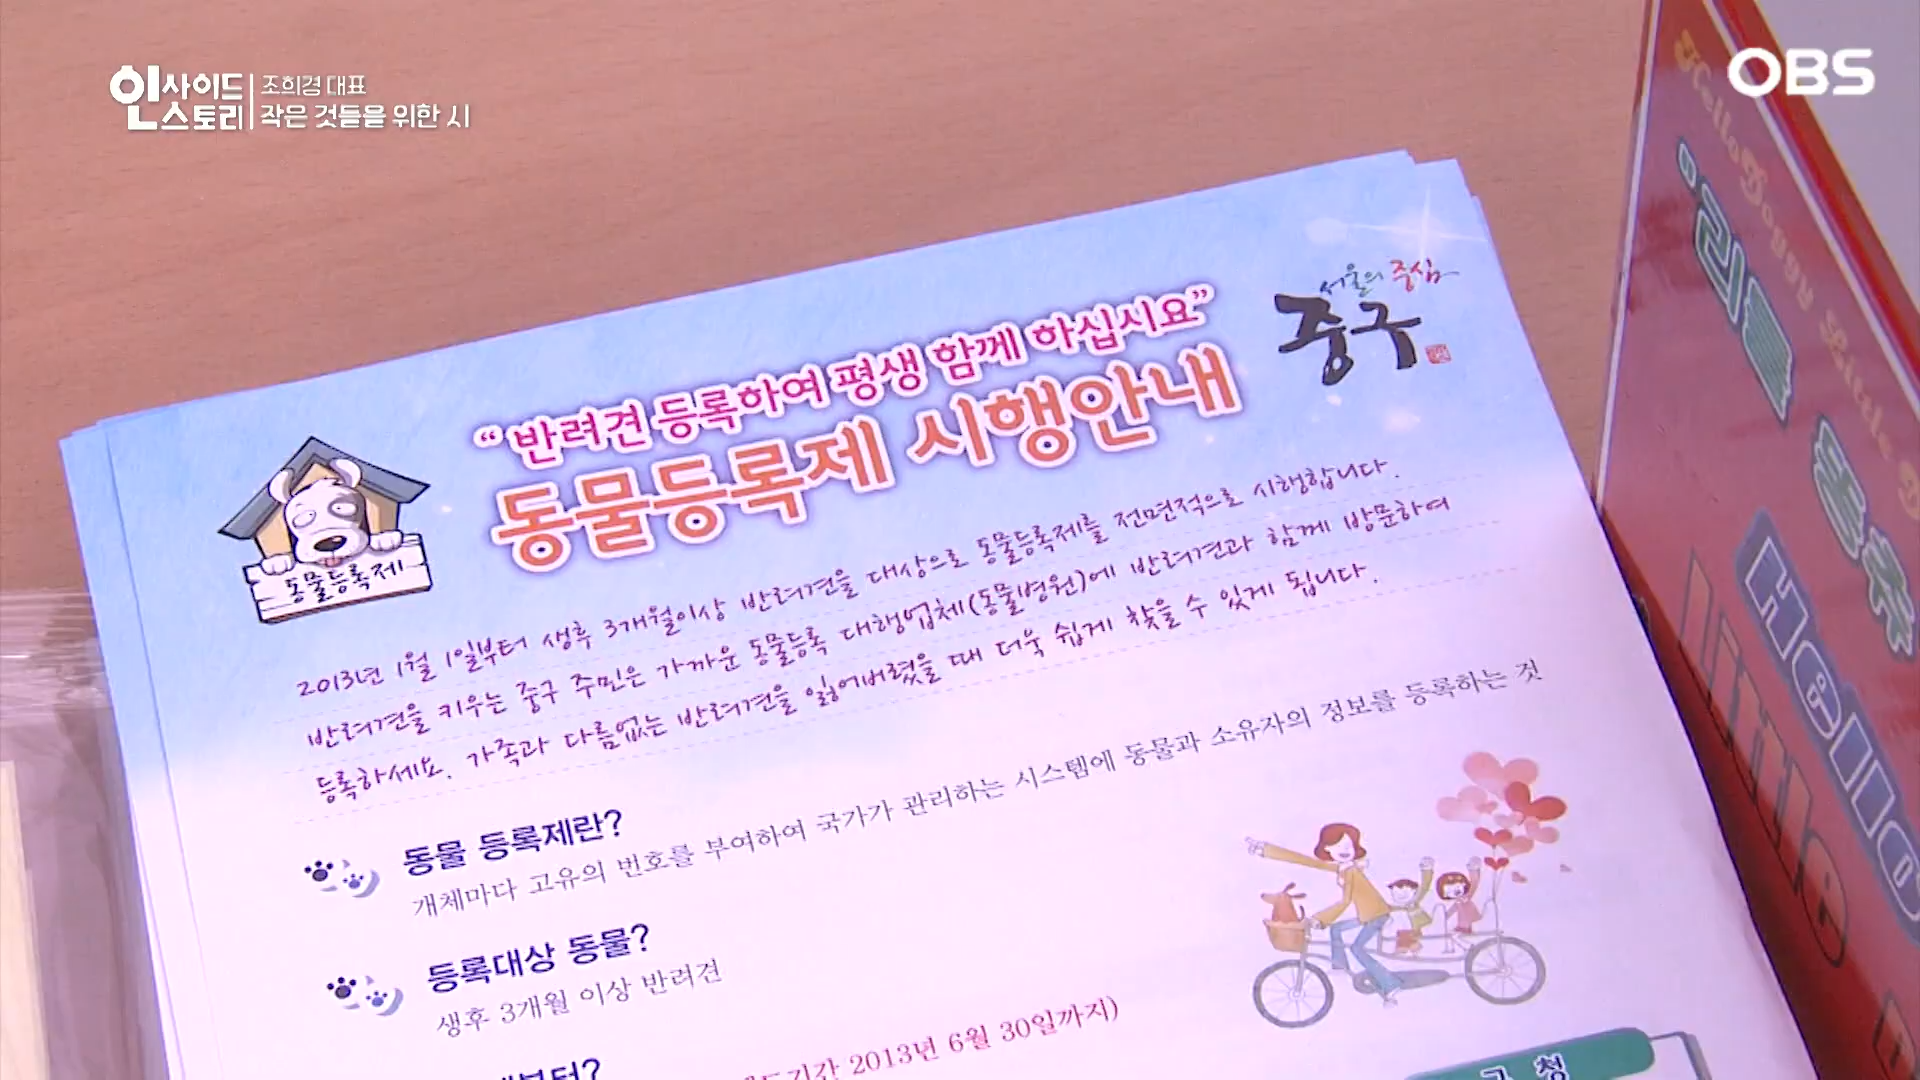 인사이드
스토리
조희경 대표
작은 것들을 위한 시
OBS
서울의 중심
중구
“반려견 등록하여 평생 함께 하십시요”
동물등록제 시행안내
동물등록제
2013년 1월 1일부터 생후 3개월이상 반려견을 대상으로 동물등록제를 전면적으로 시행합니다.
반려견을 키우는 중구 주민은 가까운 동물등록 대행업체(동물병원)에 반려견과 함께 방문하여
등록하세요. 가족과 다름없는 반려견을 잃어버렸을 때 더욱 쉽게 찾을 수 있게 됩니다.
동물 등록제란?
개체마다 고유의 번호를 부여하여 국가가 관리하는 시스템에 동물과 소유자의 정보를 등록하는 것
등록대상 동물?
생후 3개월 이상 반려견
2013년 6월 30일까지)
구 청
Hello Doggy Little
"리틀
Hello